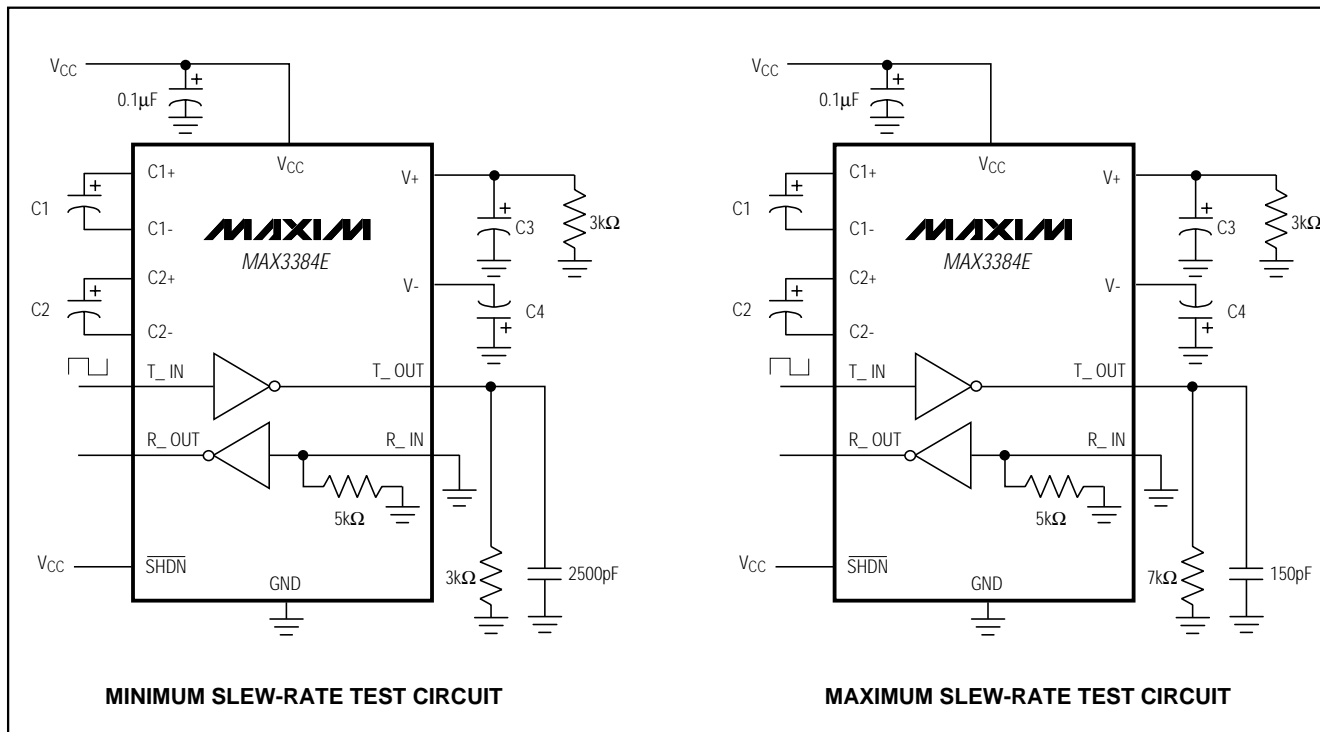 VCC
0.1μF
VCC
C1+
V+
C1
C1-
C3
3kΩ
MAXIM
MAX3384E
C2+
V-
C2
C2-
C4
T_ IN
T_ OUT
R_ OUT
R_ IN
5kΩ
VCC
SHDN
GND
3kΩ
2500pF
MINIMUM SLEW-RATE TEST CIRCUIT
VCC
0.1μF
VCC
C1+
V+
C1
C1-
C3
3kΩ
MAXIM
MAX3384E
C2+
V-
C2
C2-
C4
T_ IN
T_ OUT
R_ OUT
R_ IN
5kΩ
VCC
SHDN
GND
7kΩ
150pF
MAXIMUM SLEW-RATE TEST CIRCUIT